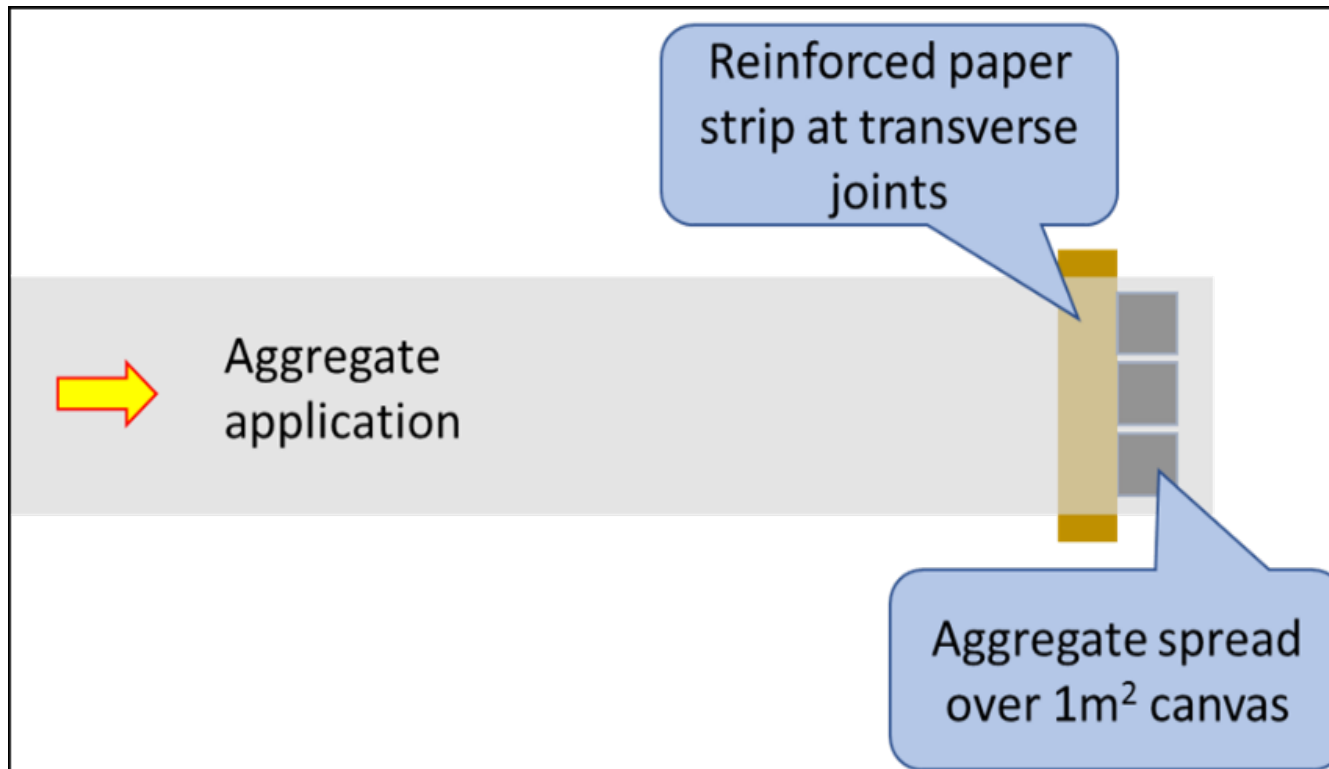 Reinforced paper
strip at transverse
joints
Aggregate
application
Aggregate spread
over 1m² canvas